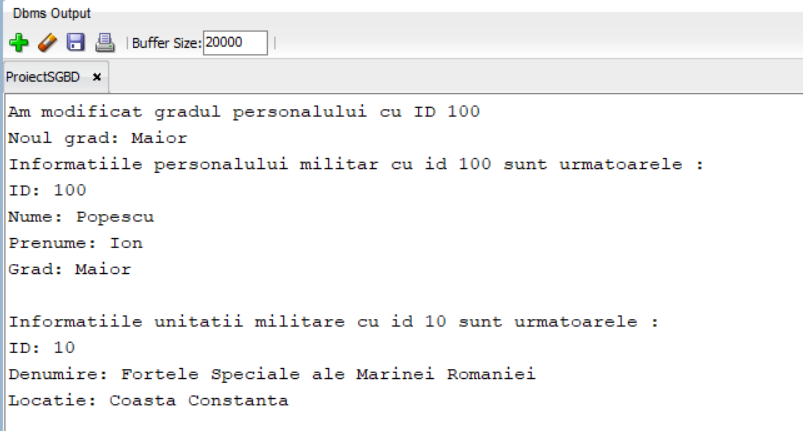 Dbms Output
Buffer Size: 20000
ProiectSGBD
Am modificat gradul personalului cu ID 100
Noul grad: Maior
Informatiile personalului militar cu id 100 sunt urmatoarele :
ID: 100
Nume: Popescu
Prenume: Ion
Grad: Maior
Informatiile unitatii militare cu id 10 sunt urmatoarele :
ID: 10
Denumire: Fortele Speciale ale Marinei Romaniei
Locatie: Coasta Constanta